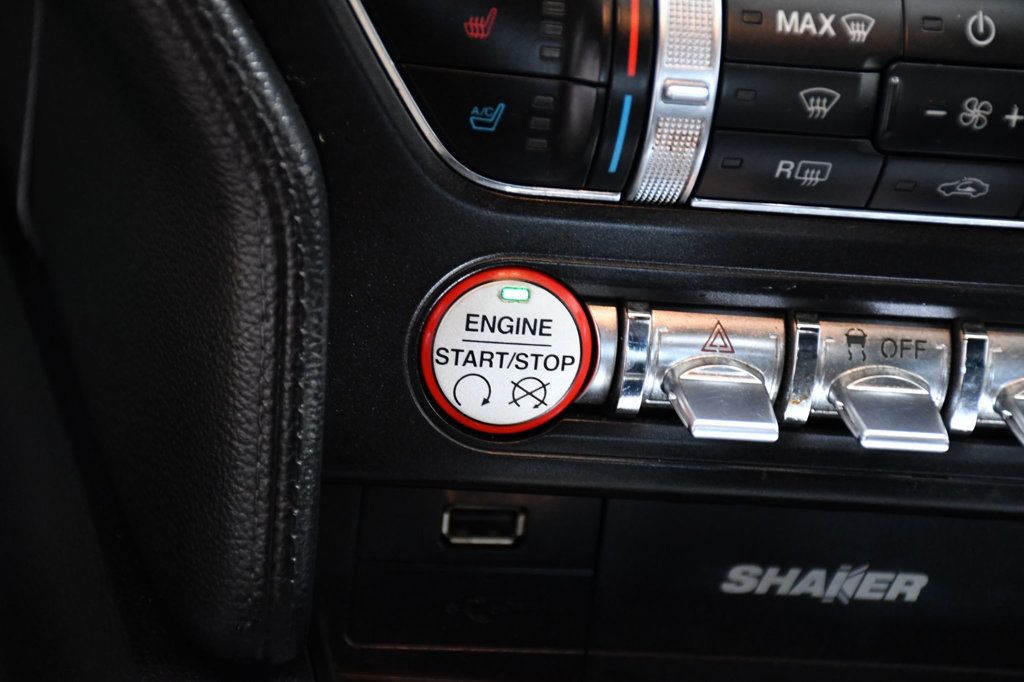 MAX
A/C
- +
R
ENGINE
START/STOP
OFF
SHAKER